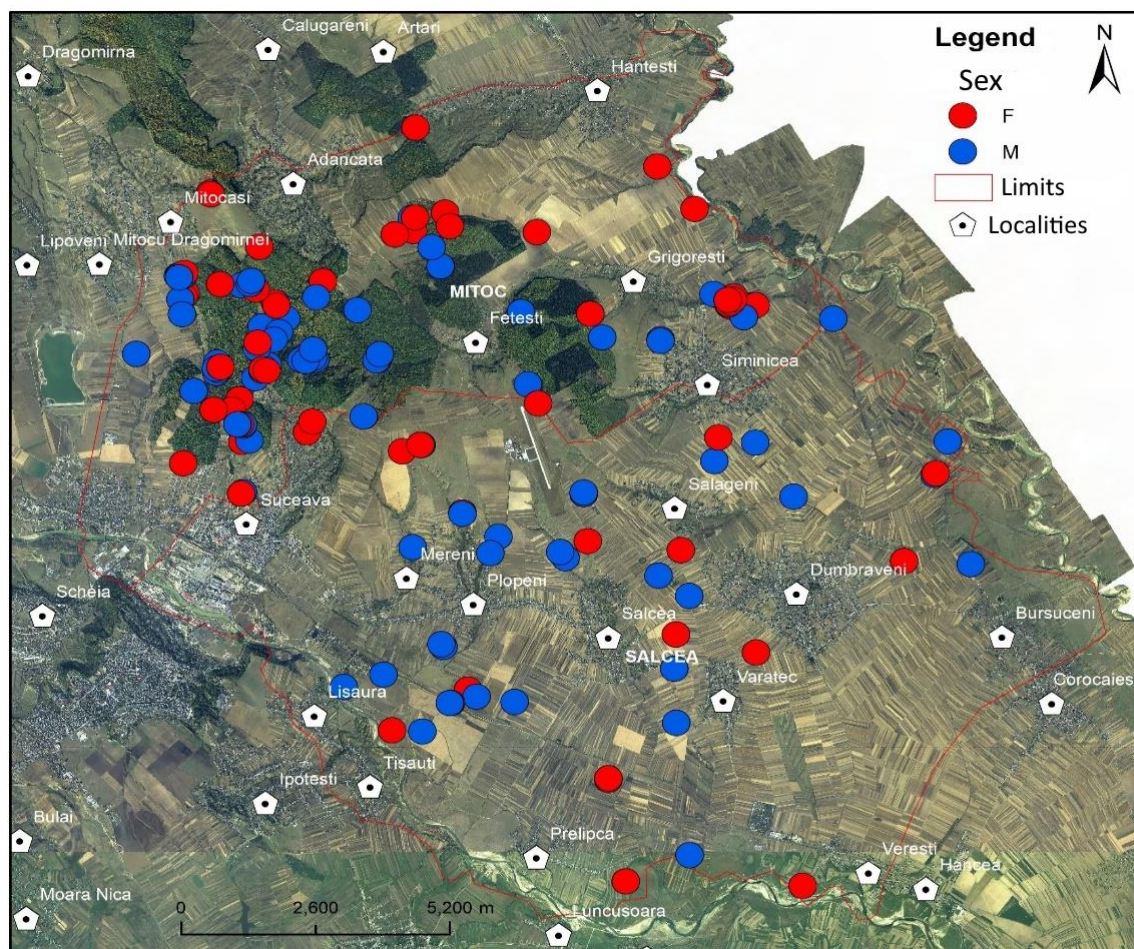 Calugareni
Artari
Dragomirna
Hantesti
Legend
Sex
F
M
Limits
Localities
N
Adancata
Mitocasi
Lipoveni
Mitocu Dragomirnei
Grigoresti
MITOC
Fetesti
Siminicea
Salageni
Suceava
Mereni
Plopeni
Dumbraveni
Scheia
Salcea
Bursuceni
SALCEA
Varatec
Corocaies
Lisaura
Tisauti
Ipotesti
Bulai
Prelipca
Veresti
Hancea
Moara Nica
Luncusoara
0 2,600 5,200 m